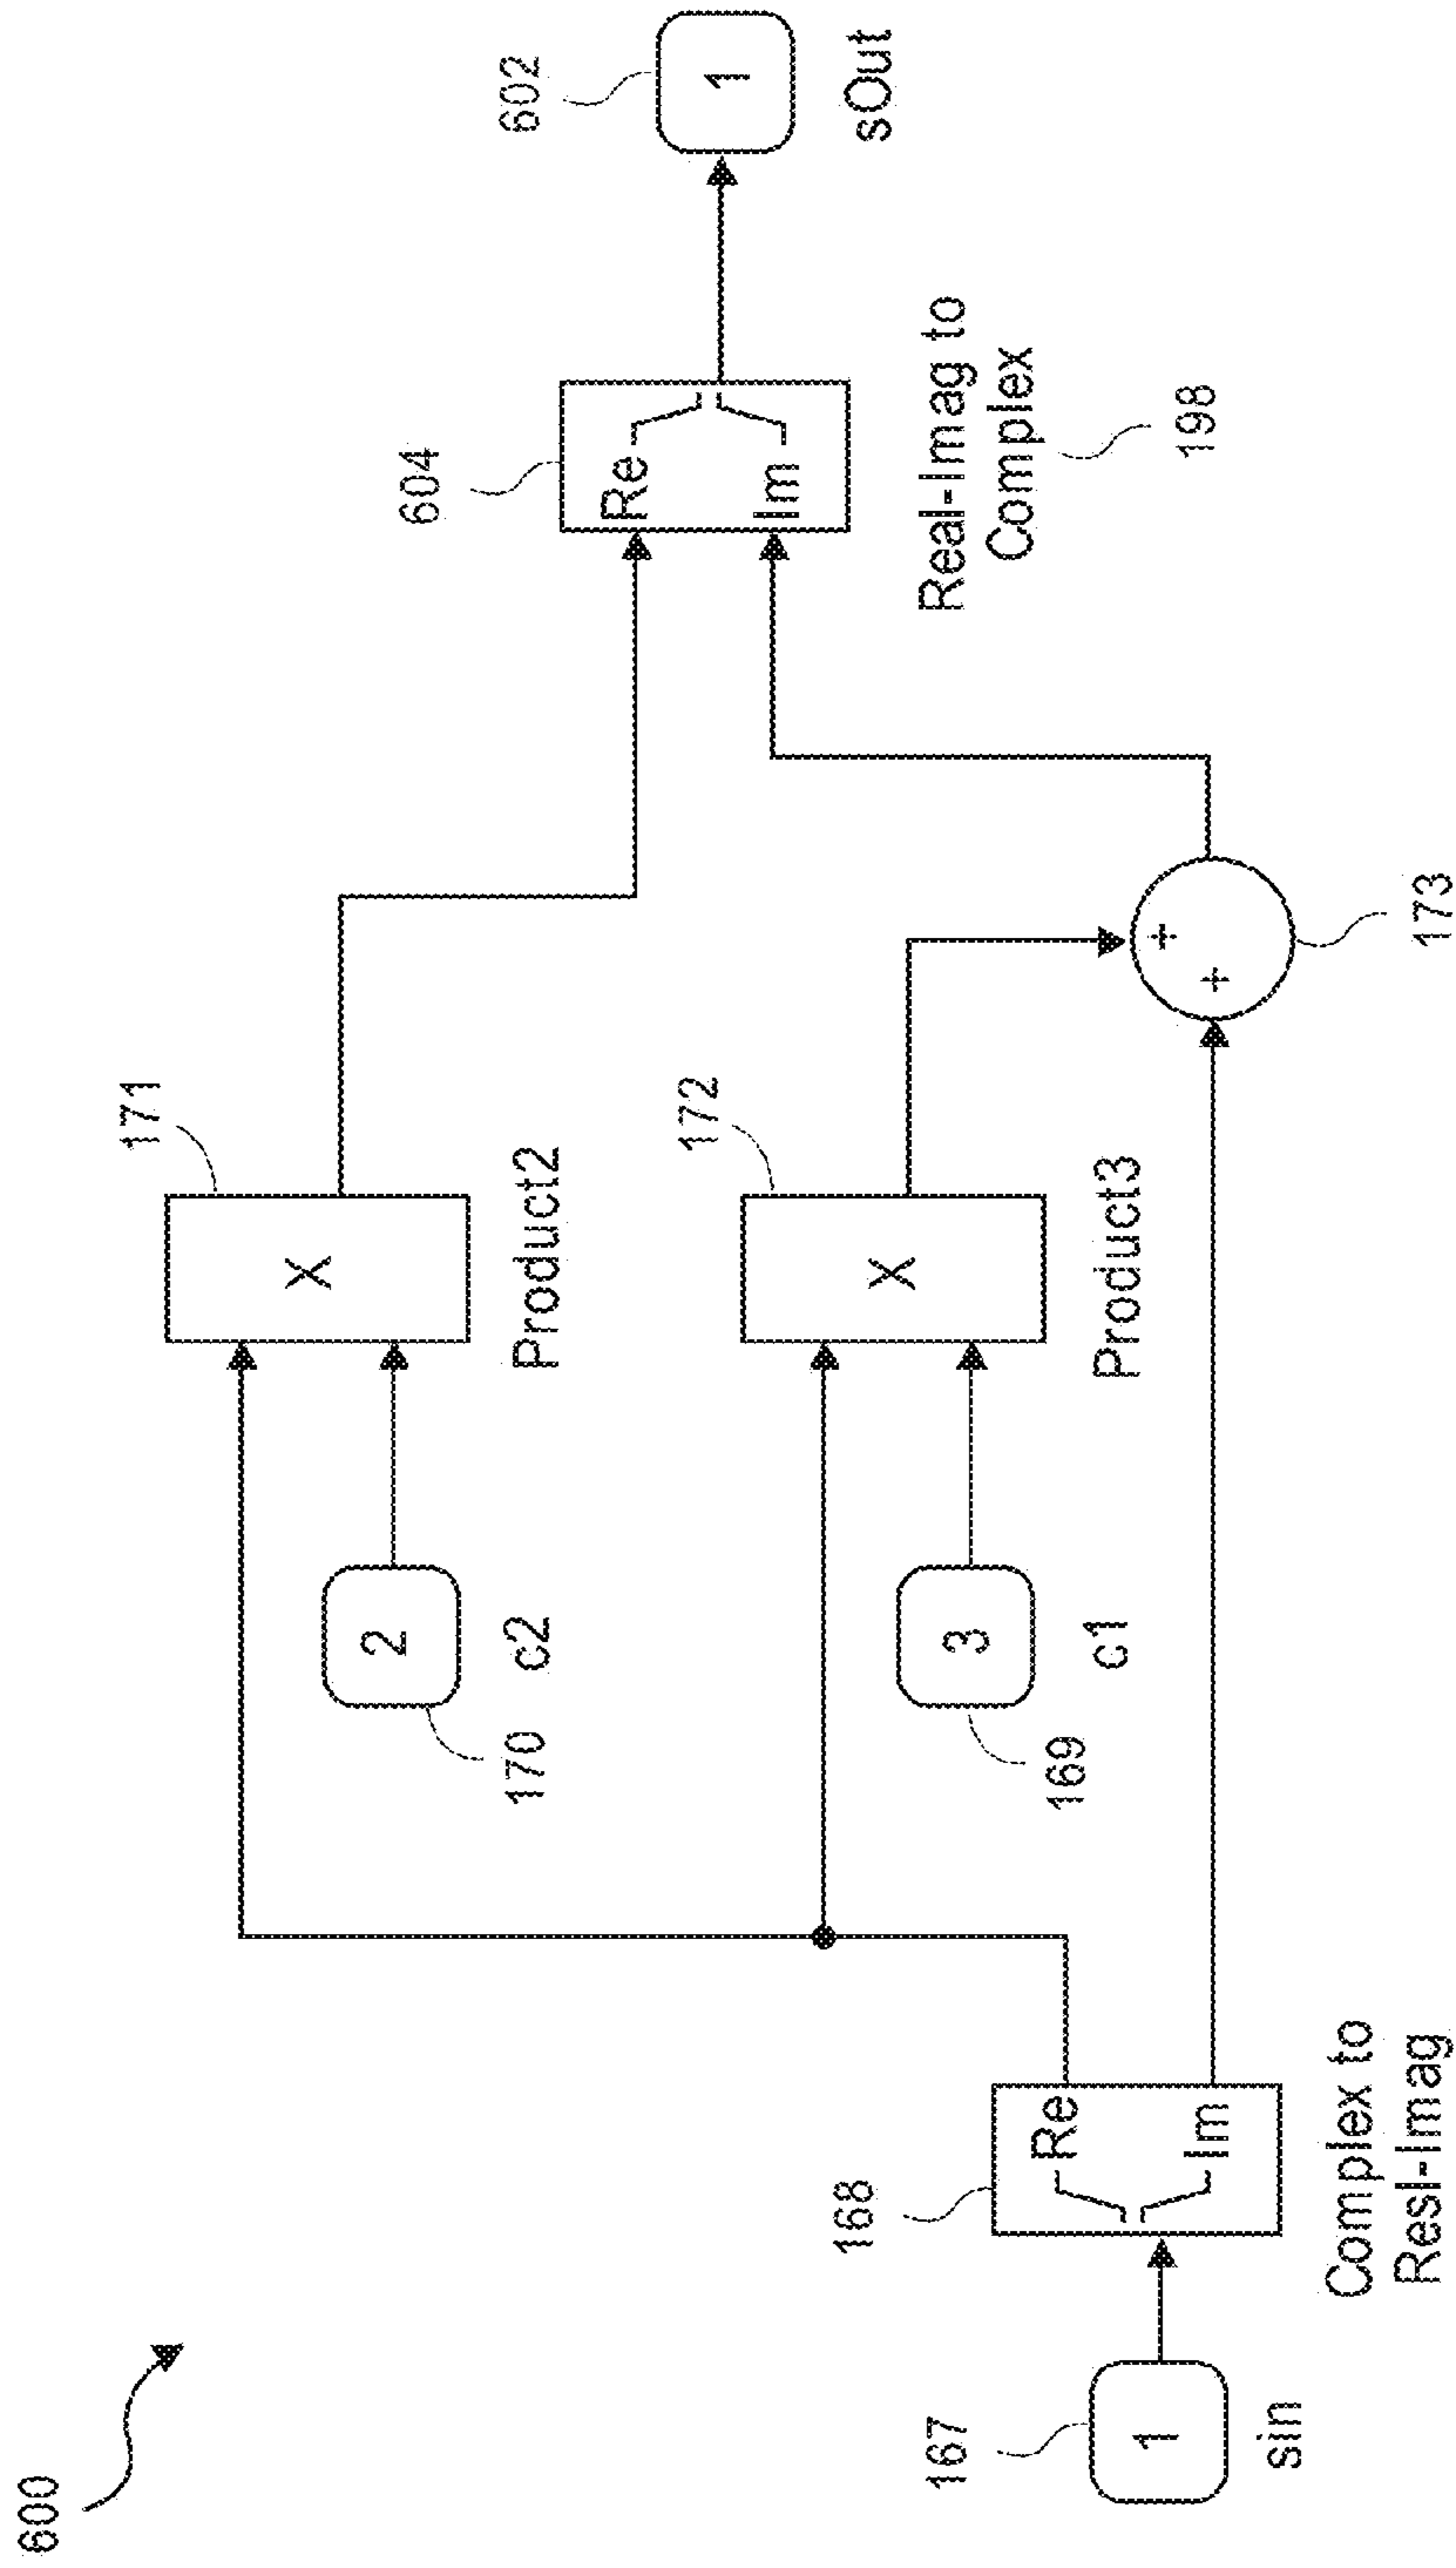 600
167
1
sin
168
Re
Im
Complex to
Resl-Imag
170
2
c2
169
3
c1
171
X
Product2
172
X
Product3
+
+
173
604
Re
Im
Real-Imag to
Complex
198
602
1
sOut